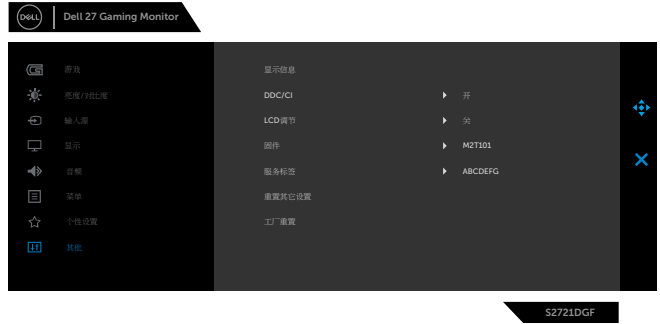 DELL
Dell 27 Gaming Monitor
游戏
显示信息
亮度/对比度
DDC/CI 开
输入源
LCD调节 关
显示
固件 M2T101
音频
服务标签 ABCDEFG
菜单
重置其它设置
个性设置
工厂重置
其他
S2721DGF